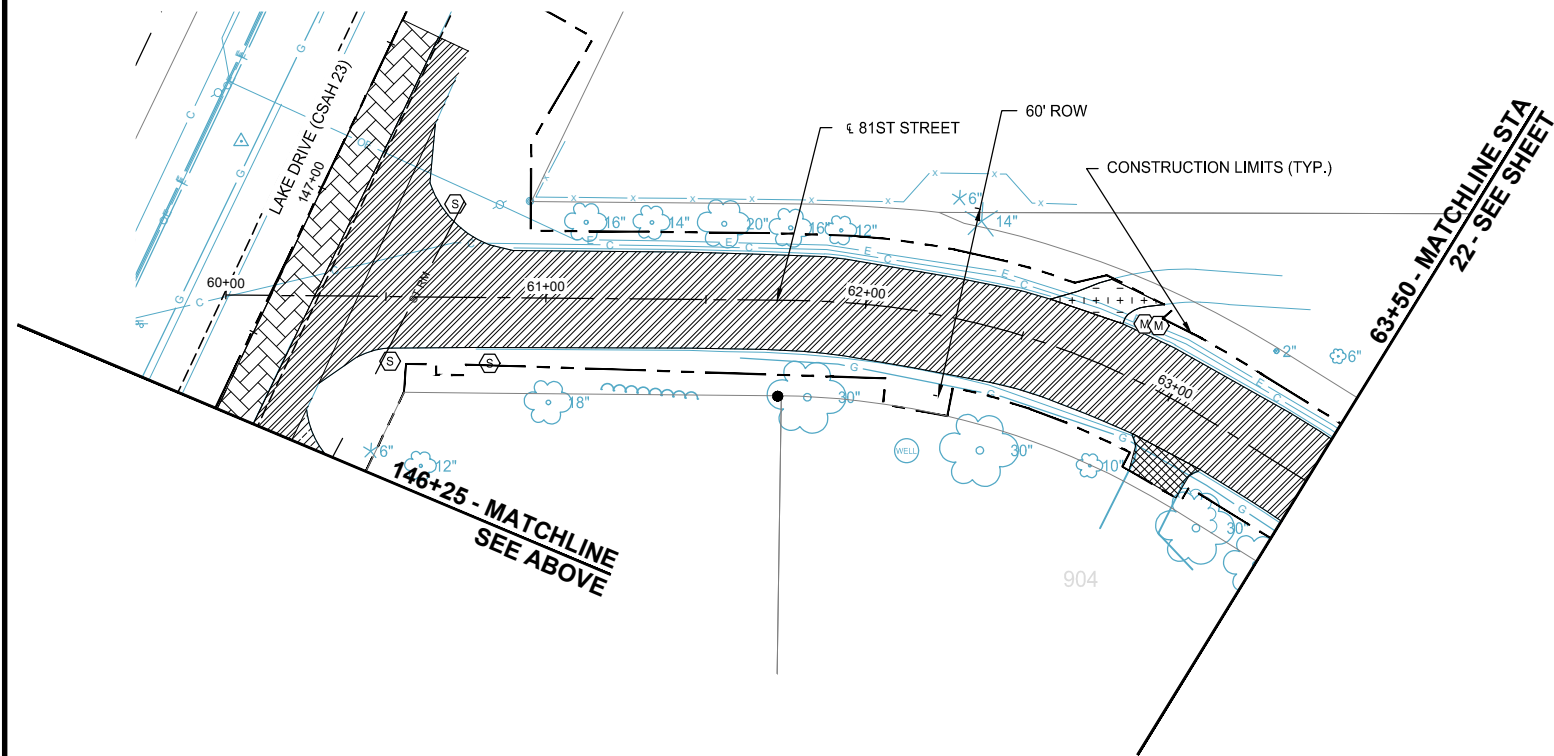 LAKE DRIVE (CSAH 23)
147+00
℄ 81ST STREET
60' ROW
CONSTRUCTION LIMITS (TYP.)
63+50 - MATCHLINE STA
22 - SEE SHEET
16"
14"
20"
16"
12"
6"
14"
S
60+00
61+00
62+00
63+00
M
M
2"
6"
S
S
18"
30"
30"
10"
30"
6"
12"
WELL
146+25 - MATCHLINE
SEE ABOVE
904
G
C
E
X